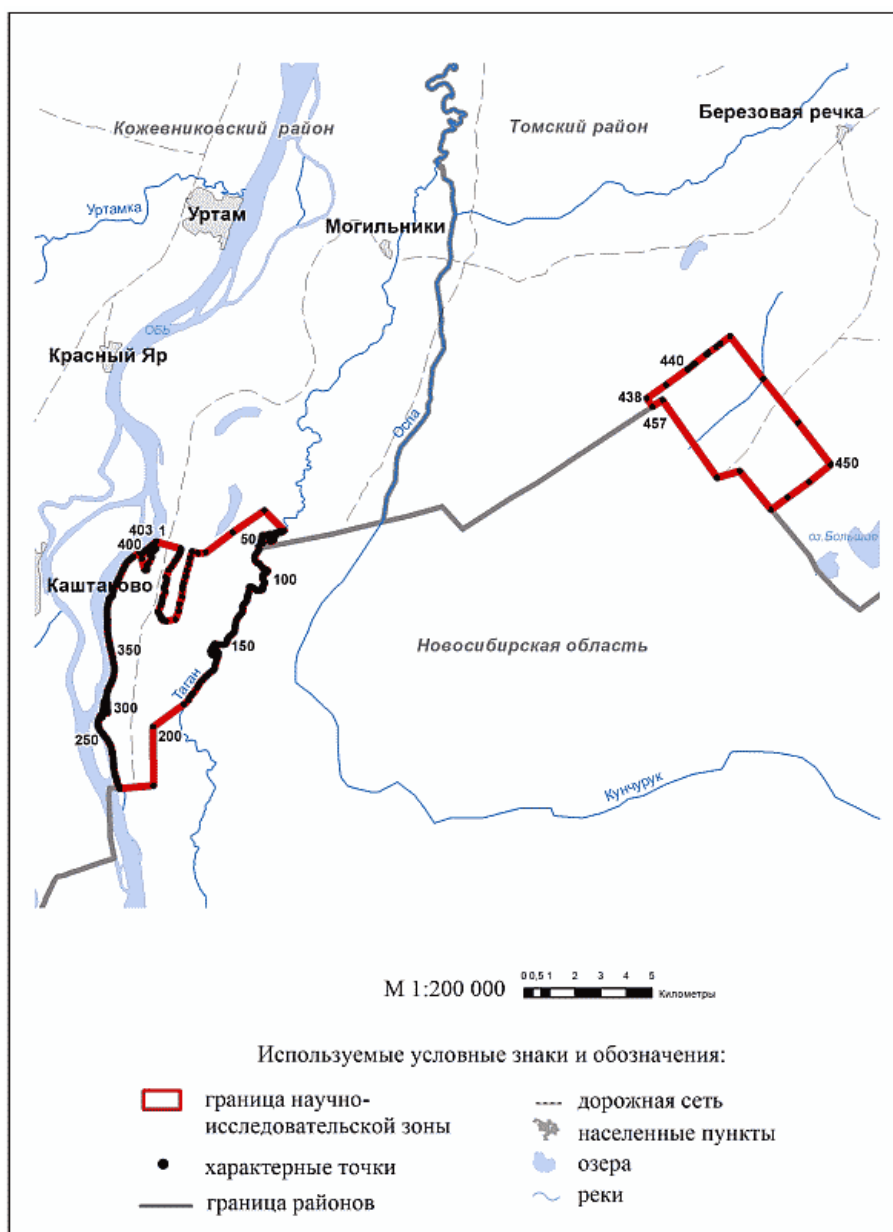 Кожевниковский район
Томский район
Березовая речка
Уртамка
Уртам
Могильники
ОБЬ
Красный Яр
Оспа
440
438
457
450
403 1
400
50
Каштаково
100
оз.Большое
350
150
Новосибирская область
Таган
300
250
200
Кунчурук
М 1:200 000
0 0,5 1 2 3 4 5
Километры
Используемые условные знаки и обозначения:
граница научно-
исследовательской зоны
характерные точки
граница районов
дорожная сеть
населенные пункты
озера
реки